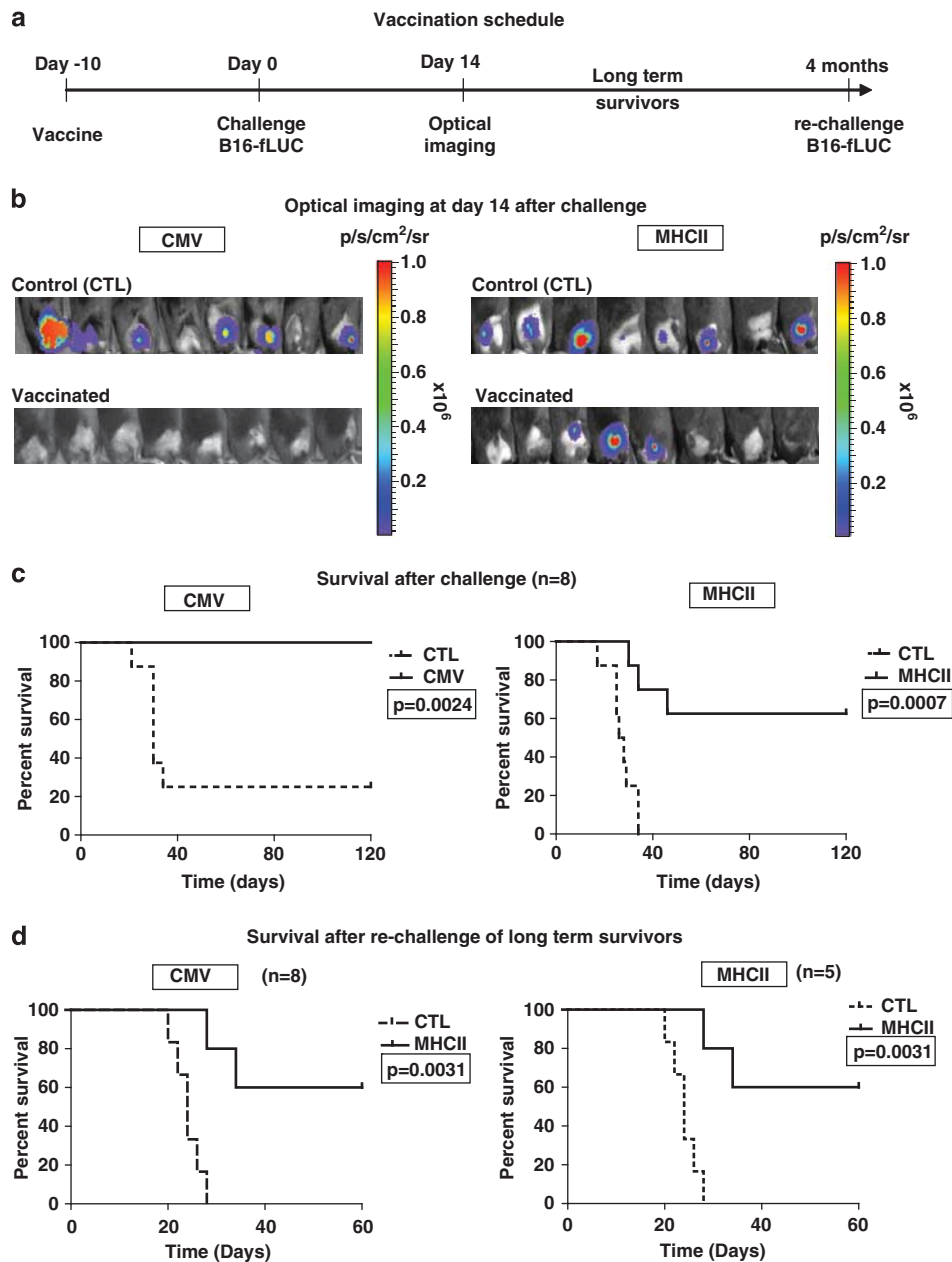 a
Vaccination schedule
Day -10
Day 0
Day 14
Long term
survivors
4 months
Vaccine
Challenge
B16-fLUC
Optical
imaging
re-challenge
B16-fLUC
b
Optical imaging at day 14 after challenge
CMV
p/s/cm²/sr
Control (CTL)
Vaccinated
1.0
0.8
0.6
0.4
0.2
x10⁶
MHCII
p/s/cm²/sr
Control (CTL)
Vaccinated
1.0
0.8
0.6
0.4
0.2
x10⁶
c
Survival after challenge (n=8)
CMV
Percent survival
100
80
60
40
20
0
0 40 80 120
Time (days)
CTL
CMV
p=0.0024
MHCII
Percent survival
100
80
60
40
20
0
0 40 80 120
Time (days)
CTL
MHCII
p=0.0007
d
Survival after re-challenge of long term survivors
CMV (n=8)
Percent survival
100
80
60
40
20
0
0 20 40 60
Time (Days)
CTL
MHCII
p=0.0031
MHCII (n=5)
Percent survival
100
80
60
40
20
0
0 20 40 60
Time (Days)
CTL
MHCII
p=0.0031